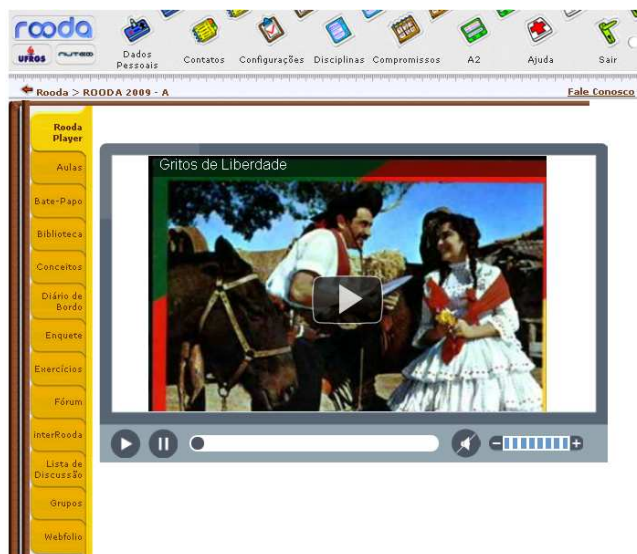 rooda
UFRGS NUTED
Dados Pessoais
Contatos
Configurações
Disciplinas
Compromissos
A2
Ajuda
Sair
Rooda > ROODA 2009 - A
Fale Conosco
Rooda
Player
Aulas
Bate-Papo
Biblioteca
Conceitos
Diário de
Bordo
Enquete
Exercícios
Fórum
interRooda
Lista de
Discussão
Grupos
Webfolio
Gritos de Liberdade